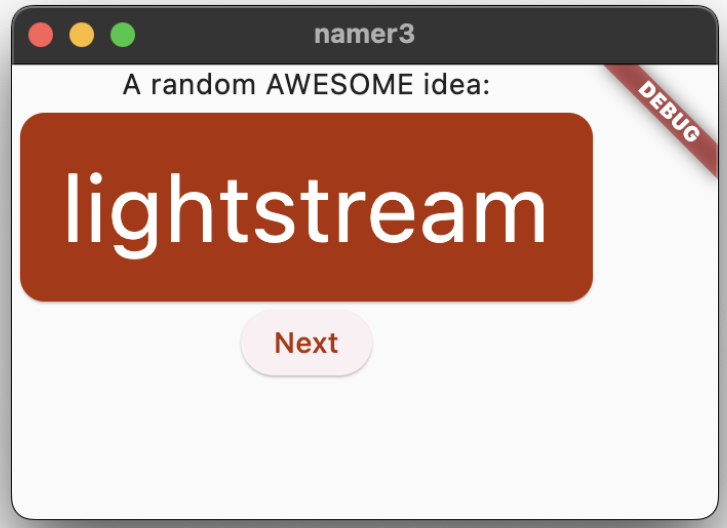 namer3
A random AWESOME idea:
DEBUG
lightstream
Next